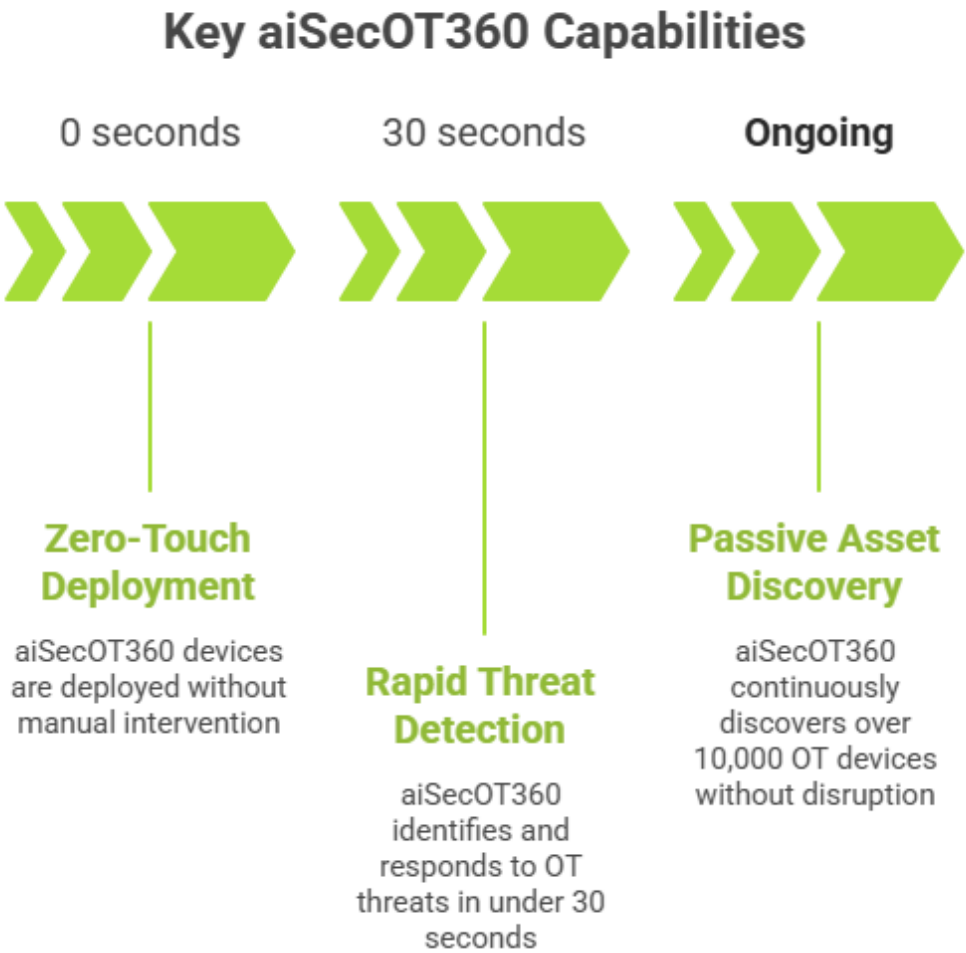 Key aiSecOT360 Capabilities
0 seconds
30 seconds
Ongoing
Zero-Touch
Deployment
aiSecOT360 devices
are deployed without
manual intervention
Rapid Threat
Detection
aiSecOT360
identifies and
responds to OT
threats in under 30
seconds
Passive Asset
Discovery
aiSecOT360
continuously
discovers over
10,000 OT devices
without disruption